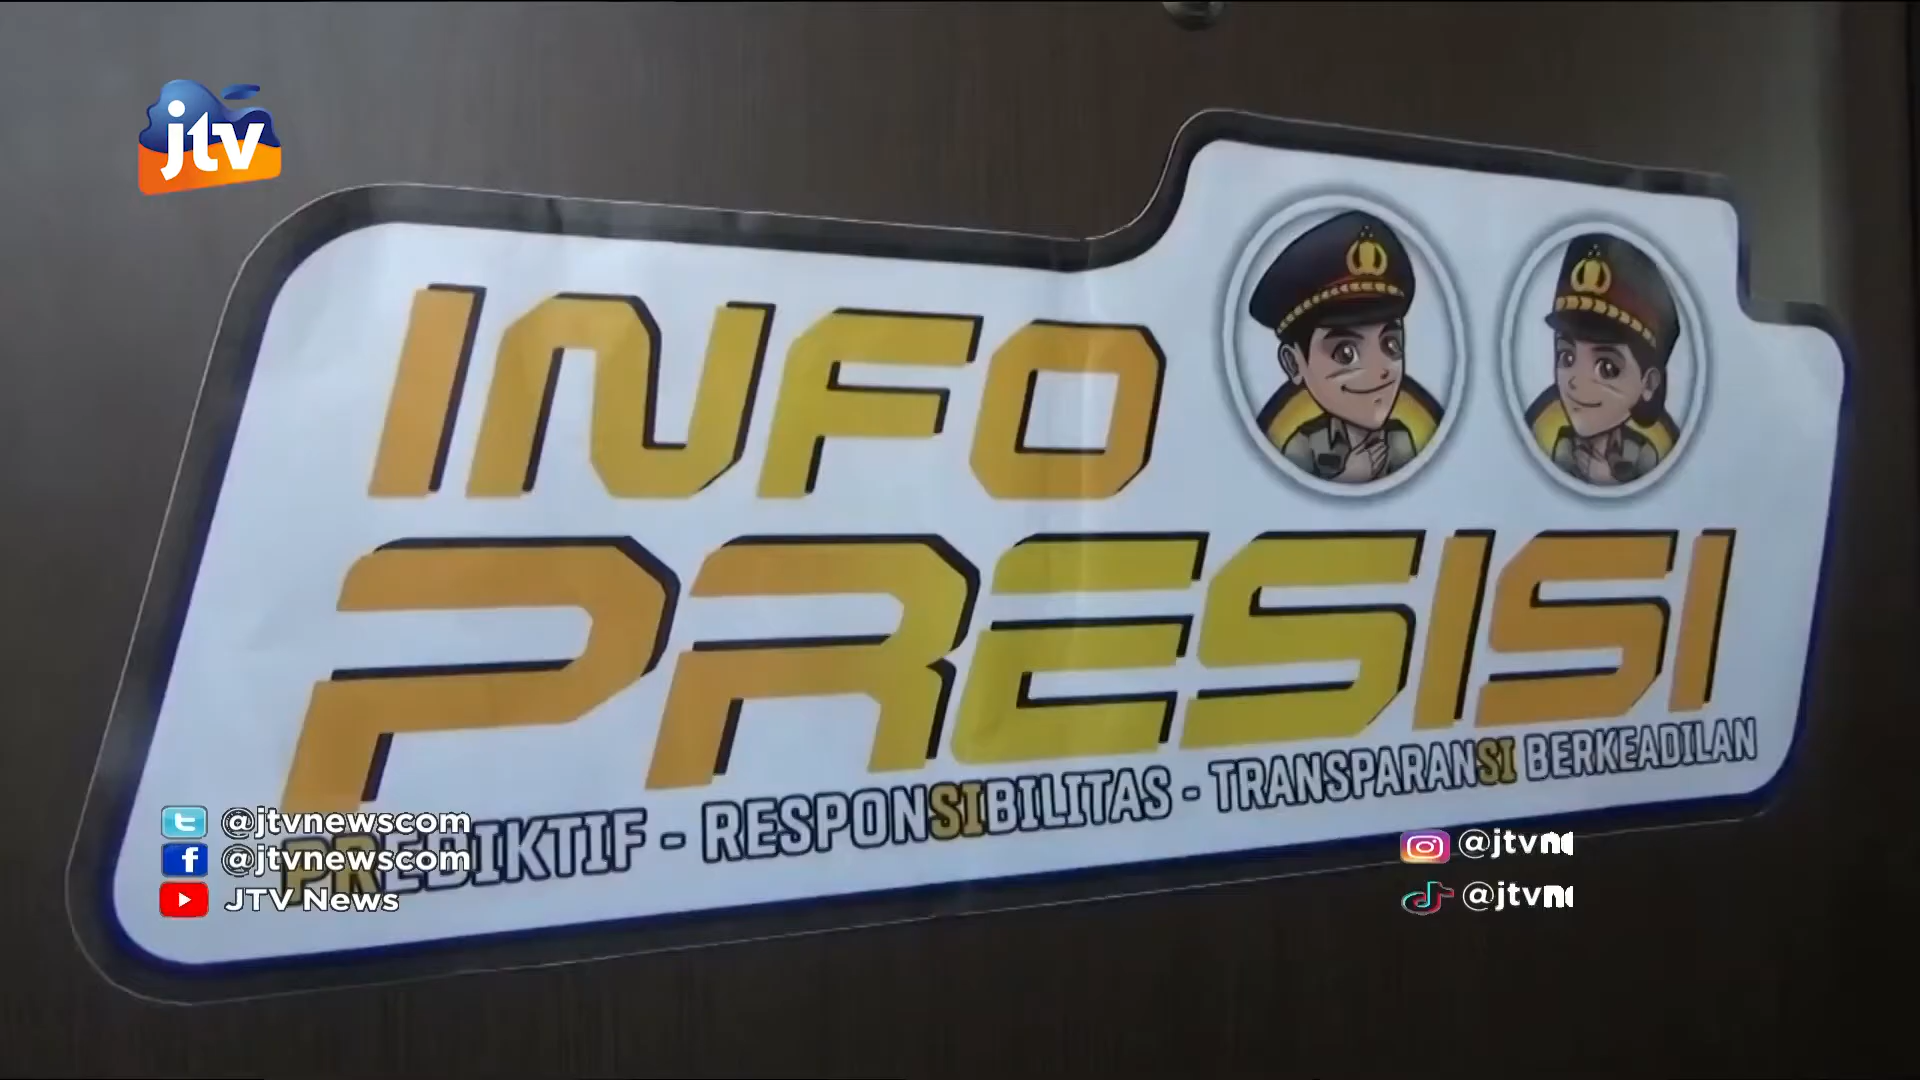 jtv
INFO
PRESISI
PREDIKTIF - RESPONSIBILITAS - TRANSPARANSI BERKEADILAN
@jtvnewscom
@jtvnewscom
JTV News